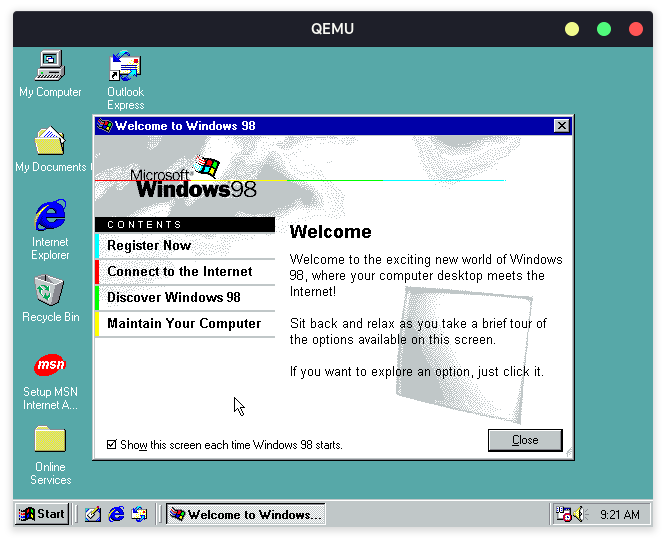 QEMU
My Computer
Outlook
Express
My Documents
Internet
Explorer
Recycle Bin
msn
Setup MSN
Internet A...
Online
Services
Welcome to Windows 98
Microsoft
Windows98
CONTENTS
Register Now
Connect to the Internet
Discover Windows 98
Maintain Your Computer
Welcome
Welcome to the exciting new world of Windows
98, where your computer desktop meets the
Internet!
Sit back and relax as you take a brief tour of
the options available on this screen.
If you want to explore an option, just click it.
Show this screen each time Windows 98 starts.
Close
Start
Welcome to Windows...
9:21 AM